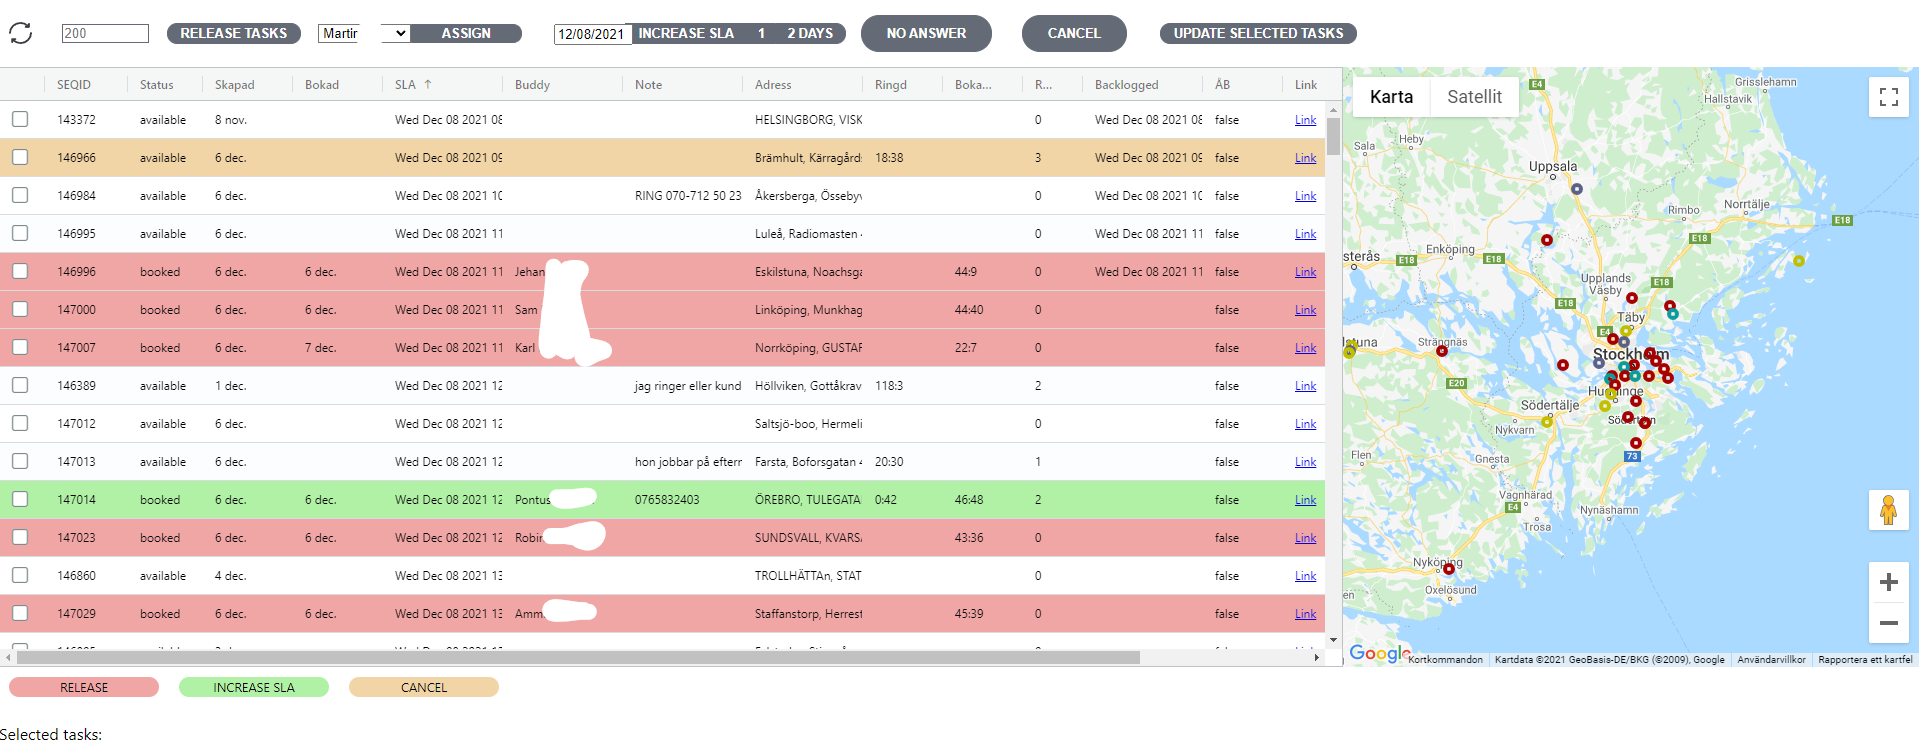 200 RELEASE TASKS Martir ASSIGN 12/08/2021 INCREASE SLA 1 2 DAYS NO ANSWER CANCEL UPDATE SELECTED TASKS
SEQID Status Skapad Bokad SLA ↑ Buddy Note Adress Ringd Boka... R... Backlogged ÅB Link
143372 available 8 nov. Wed Dec 08 2021 08 HELSINGBORG, VISK 0 Wed Dec 08 2021 08 false Link
146966 available 6 dec. Wed Dec 08 2021 09 Brämhult, Kärragårds 18:38 3 Wed Dec 08 2021 09 false Link
146984 available 6 dec. Wed Dec 08 2021 10 RING 070-712 50 23 Åkersberga, Össebyv 0 Wed Dec 08 2021 10 false Link
146995 available 6 dec. Wed Dec 08 2021 11 Luleå, Radiomasten 0 Wed Dec 08 2021 11 false Link
146996 booked 6 dec. 6 dec. Wed Dec 08 2021 11 Jehan Eskilstuna, Noachsga 44:9 0 Wed Dec 08 2021 11 false Link
147000 booked 6 dec. 6 dec. Wed Dec 08 2021 11 Sam Linköping, Munkhag 44:40 0 false Link
147007 booked 6 dec. 7 dec. Wed Dec 08 2021 11 Karl Norrköping, GUSTAF 22:7 0 false Link
146389 available 1 dec. Wed Dec 08 2021 12 jag ringer eller kund Höllviken, Gottåkrav 118:3 2 false Link
147012 available 6 dec. Wed Dec 08 2021 12 Saltsjö-boo, Hermeli 0 false Link
147013 available 6 dec. Wed Dec 08 2021 12 hon jobbar på efterr Farsta, Boforsgatan 4 20:30 1 false Link
147014 booked 6 dec. 6 dec. Wed Dec 08 2021 12 Pontus 0765832403 ÖREBRO, TULEGATA 0:42 46:48 2 false Link
147023 booked 6 dec. 6 dec. Wed Dec 08 2021 12 Robin SUNDSVALL, KVARS 43:36 0 false Link
146860 available 4 dec. Wed Dec 08 2021 13 TROLLHÄTTAn, STAT 0 false Link
147029 booked 6 dec. 6 dec. Wed Dec 08 2021 13 Amm Staffanstorp, Herrest 45:39 0 false Link
RELEASE INCREASE SLA CANCEL
Selected tasks:
Karta Satellit
E4
Grisslehamn
Hallstavik
Heby
Sala
Uppsala
Rimbo
Norrtälje
E18
E18
Enköping
sterås
E18
E18
Upplands Väsby
E18
E18
Täby
E4
Strängnäs
Stockholm
E20
Huddinge
Södertälje
Nykvarn
Södertörn
Flen
Gnesta
73
Vagnhärad
E4
Trosa
Nynäshamn
Nyköping
Oxelösund
Google Kortkommandon Kartdata ©2021 GeoBasis-DE/BKG (©2009), Google Användarvillkor Rapportera ett kartfel